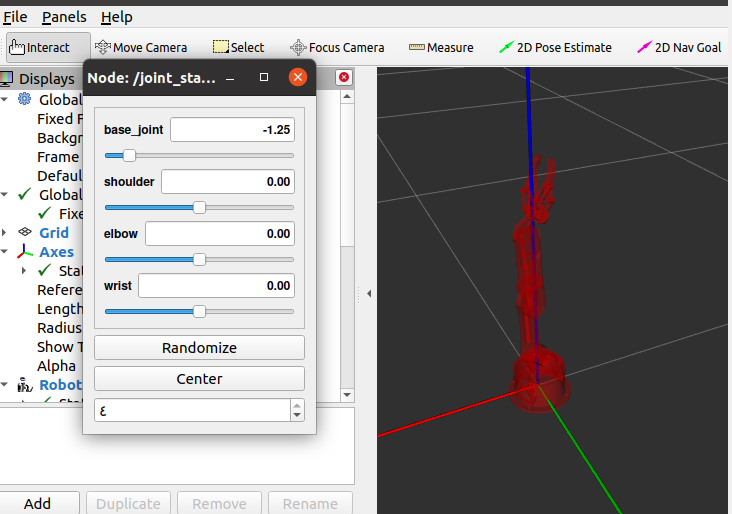 File Panels Help
Interact Move Camera Select Focus Camera Measure 2D Pose Estimate 2D Nav Goal
Displays
Node: /joint_sta...
Global
Fixed F
Backgr
Frame
Defaul
Global
Fixe
Grid
Axes
Stat
Refere
Length
Radius
Show T
Alpha
Robot
base_joint -1.25
shoulder 0.00
elbow 0.00
wrist 0.00
Randomize
Center
٤
Add Duplicate Remove Rename